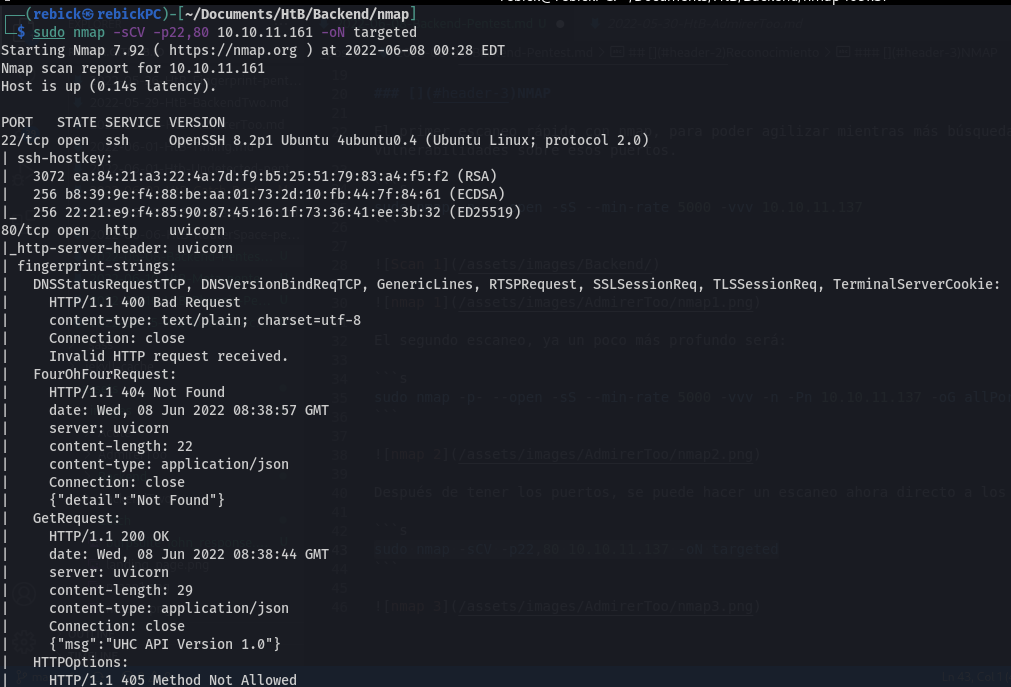 ┌──(rebick㉿rebickPC)-[~/Documents/HtB/Backend/nmap]
└─$ sudo nmap -sCV -p22,80 10.10.11.161 -oN targeted
Starting Nmap 7.92 ( https://nmap.org ) at 2022-06-08 00:28 EDT
Nmap scan report for 10.10.11.161
Host is up (0.14s latency).

PORT   STATE SERVICE VERSION
22/tcp open  ssh     OpenSSH 8.2p1 Ubuntu 4ubuntu0.4 (Ubuntu Linux; protocol 2.0)
| ssh-hostkey:
|   3072 ea:84:21:a3:22:4a:7d:f9:b5:25:51:79:83:a4:f5:f2 (RSA)
|   256 b8:39:9e:f4:88:be:aa:01:73:2d:10:fb:44:7f:84:61 (ECDSA)
|_  256 22:21:e9:f4:85:90:87:45:16:1f:73:36:41:ee:3b:32 (ED25519)
80/tcp open  http    uvicorn
|_http-server-header: uvicorn
| fingerprint-strings:
|   DNSStatusRequestTCP, DNSVersionBindReqTCP, GenericLines, RTSPRequest, SSLSessionReq, TLSSessionReq, TerminalServerCookie:
|     HTTP/1.1 400 Bad Request
|     content-type: text/plain; charset=utf-8
|     Connection: close
|     Invalid HTTP request received.
|   FourOhFourRequest:
|     HTTP/1.1 404 Not Found
|     date: Wed, 08 Jun 2022 08:38:57 GMT
|     server: uvicorn
|     content-length: 22
|     content-type: application/json
|     Connection: close
|     {"detail":"Not Found"}
|   GetRequest:
|     HTTP/1.1 200 OK
|     date: Wed, 08 Jun 2022 08:38:44 GMT
|     server: uvicorn
|     content-length: 29
|     content-type: application/json
|     Connection: close
|     {"msg":"UHC API Version 1.0"}
|   HTTPOptions:
|     HTTP/1.1 405 Method Not Allowed
### [](#header-3)NMAP
-open -sS --min-rate 5000 -vvv 10.10.11.137
![Scan 1](/assets/images/Backend/)
El segundo escaneo, ya un poco más profundo será:
```s
sudo nmap -p- --open -sS --min-rate 5000 -vvv -n -Pn 10.10.11.137 -oG allPo
![nmap 2](/assets/images/AdmirerToo/nmap2.png)
Despues de tener los puertos, se puede hacer un escaneo ahora directo a los
```s
sudo nmap -sCV -p22,80 10.10.11.137 -oN targeted
![nmap 3](/assets/images/AdmirerToo/nmap3.png)